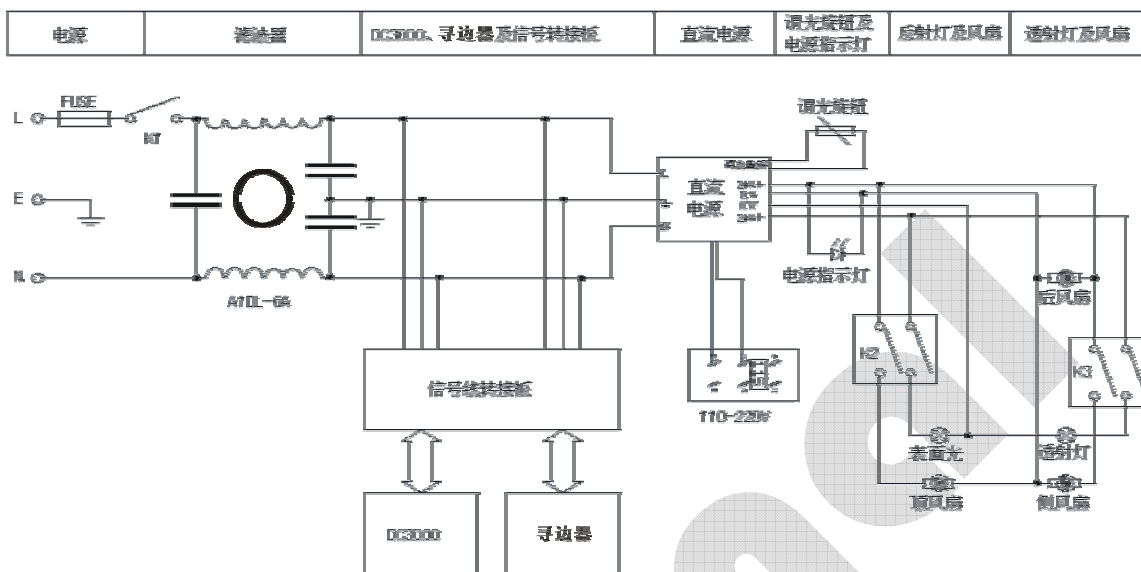 电源
滤波器
DC3000、寻边器及信号转接板
直流电源
调光旋钮及
电源指示灯
反射灯及风扇
透射灯及风扇
FUSE
L
K1
调光旋钮
E
直流
电源
N
A10L-6A
电源指示灯
后风扇
K2
K3
信号线转接板
110-220V
表面光
透射灯
顶风扇
侧风扇
DC3000
寻边器